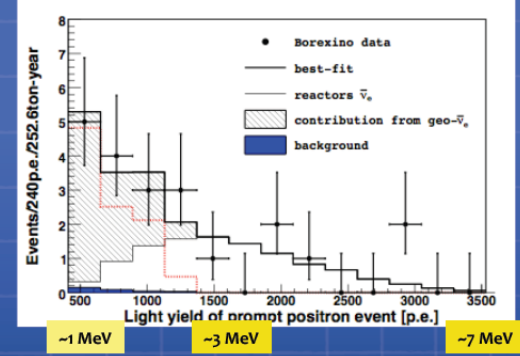 8
7
6
5
4
3
2
1
0
Events/240p.e./252.6ton-year
Borexino data
best-fit
reactors ν̅e
contribution from geo-ν̅e
background
500 1000 1500 2000 2500 3000 3500
Light yield of prompt positron event [p.e.]
~1 MeV ~3 MeV ~7 MeV